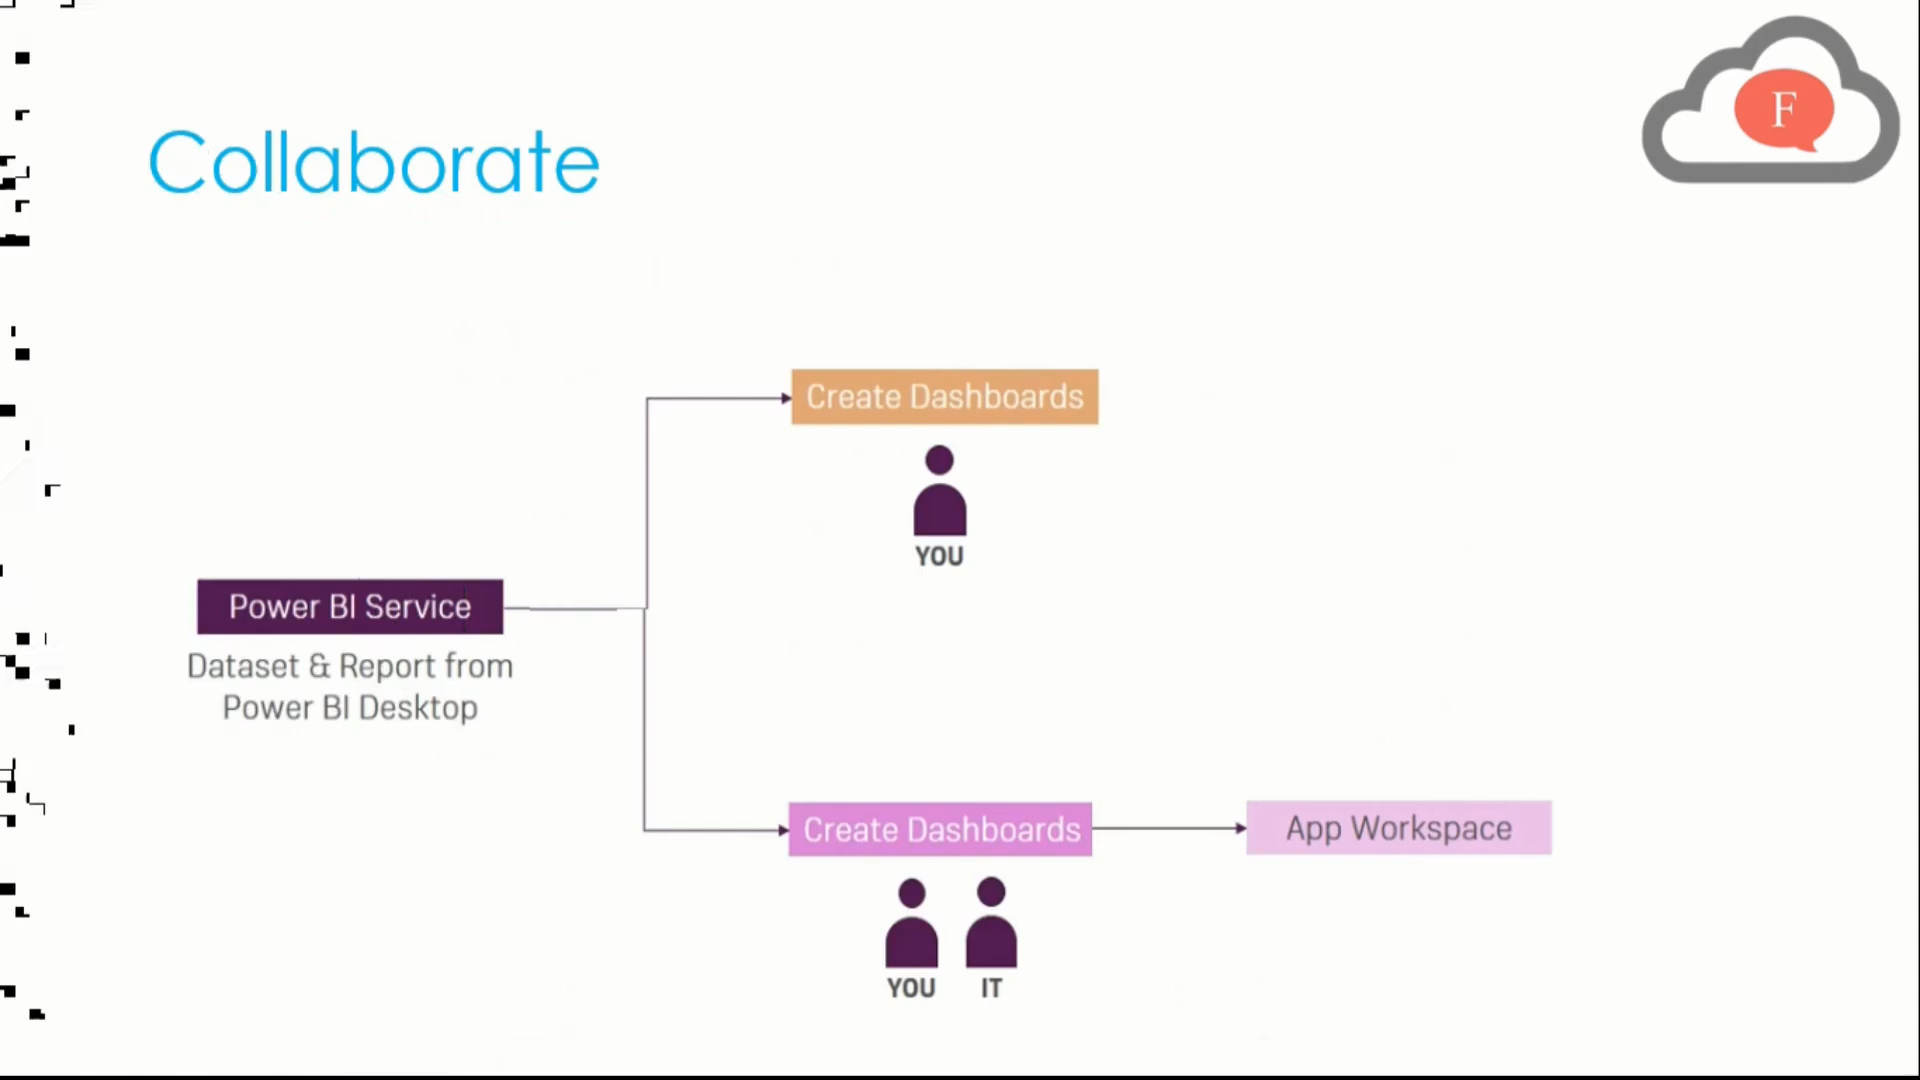 F
Collaborate
Create Dashboards
YOU
Power BI Service
Dataset & Report from
Power BI Desktop
Create Dashboards
App Workspace
YOU
IT